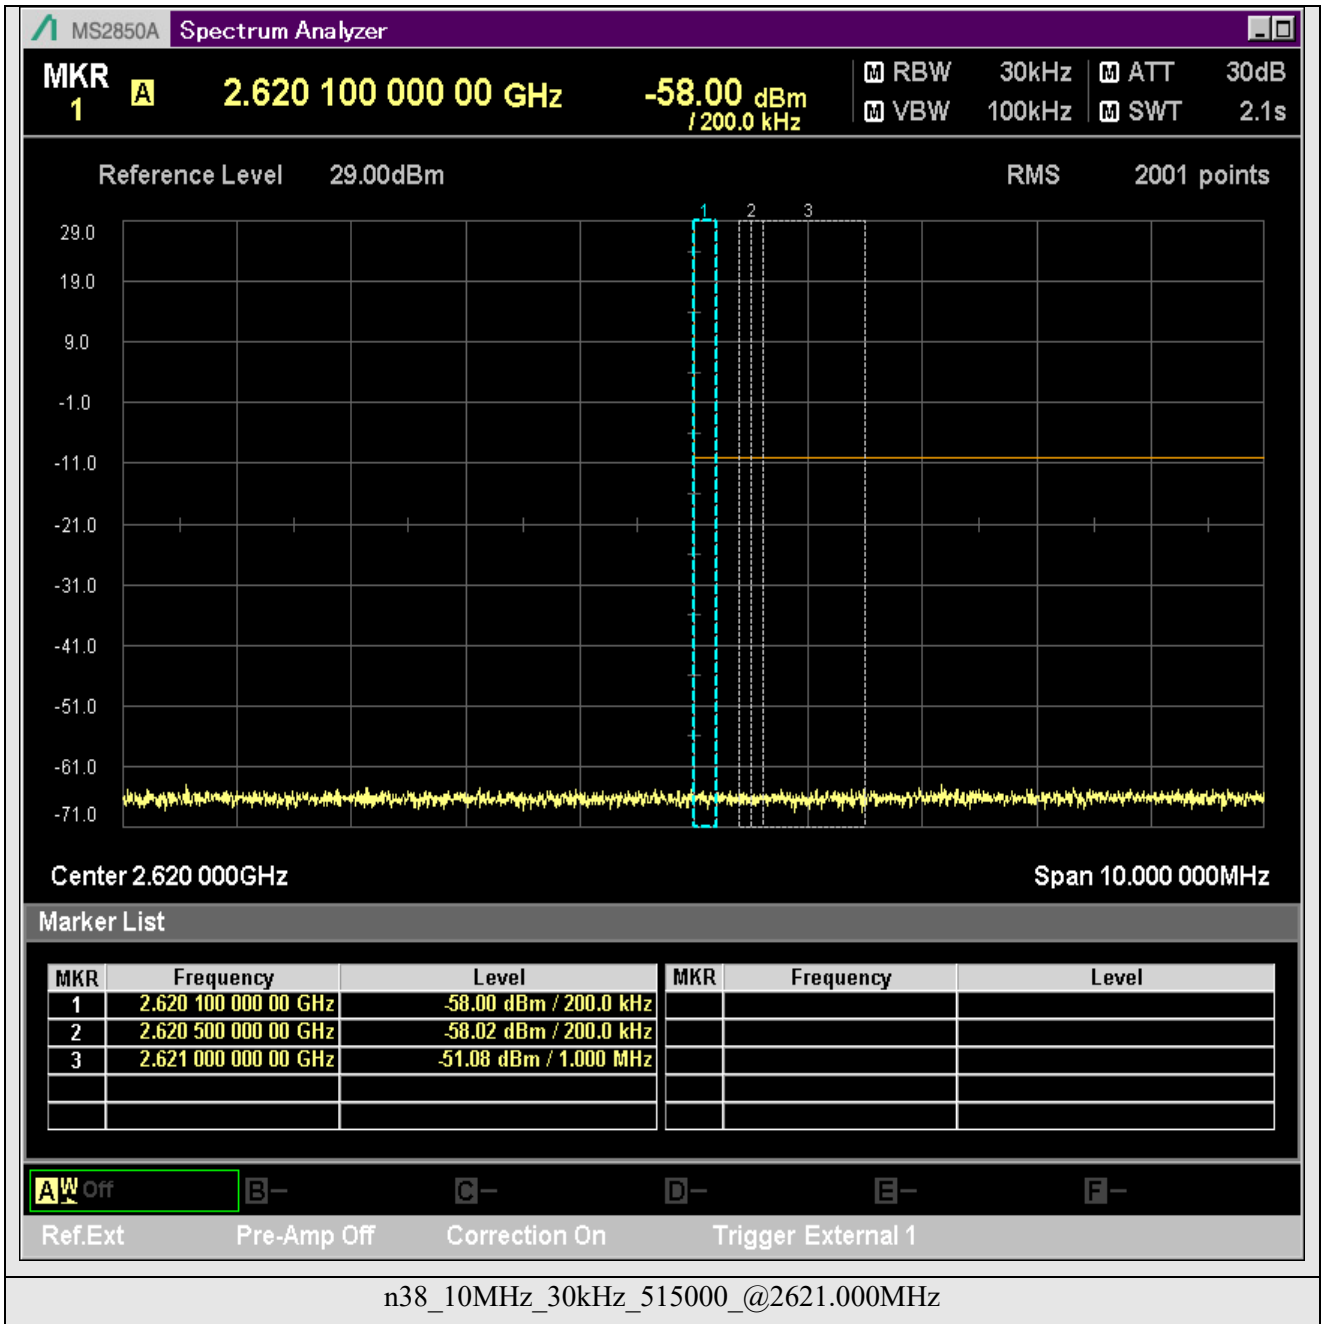 MS2850A Spectrum Analyzer
MKR 1 A 2.620 100 000 00 GHz -58.00 dBm / 200.0 kHz
M RBW 30kHz M ATT 30dB
M VBW 100kHz M SWT 2.1s
Reference Level 29.00dBm RMS 2001 points
1 2 3
29.0
19.0
9.0
-1.0
-11.0
-21.0
-31.0
-41.0
-51.0
-61.0
-71.0
Center 2.620 000GHz Span 10.000 000MHz
Marker List
MKR Frequency Level MKR Frequency Level
1 2.620 100 000 00 GHz -58.00 dBm / 200.0 kHz
2 2.620 500 000 00 GHz -58.02 dBm / 200.0 kHz
3 2.621 000 000 00 GHz -51.08 dBm / 1.000 MHz
A W Off B - C - D - E - F -
Ref.Ext Pre-Amp Off Correction On Trigger External 1
n38_10MHz_30kHz_515000_@2621.000MHz